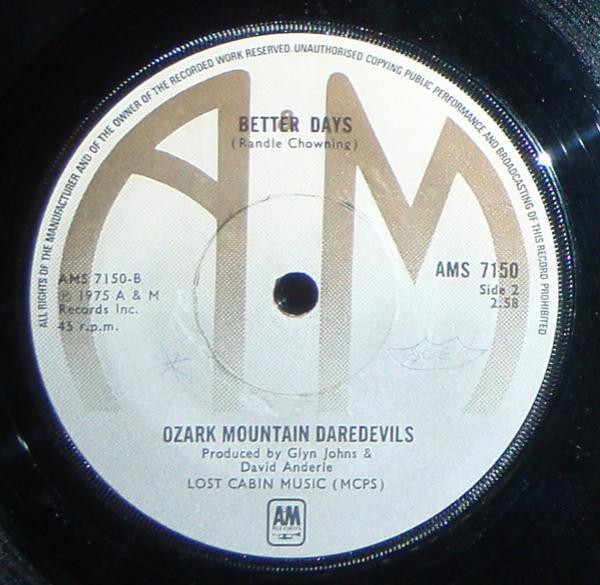 ALL RIGHTS OF THE MANUFACTURER AND OF THE OWNER OF THE RECORDED WORK RESERVED. UNAUTHORISED COPYING PUBLIC PERFORMANCE AND BROADCASTING OF THIS RECORD PROHIBITED
A&M
BETTER DAYS
(Randle Chowning)
AMS 7150-B
℗ 1975 A & M
Records Inc.
45 r.p.m.
AMS 7150
Side 2
2.58
OZARK MOUNTAIN DAREDEVILS
Produced by Glyn Johns &
David Anderle
LOST CABIN MUSIC (MCPS)
AM
RECORDS